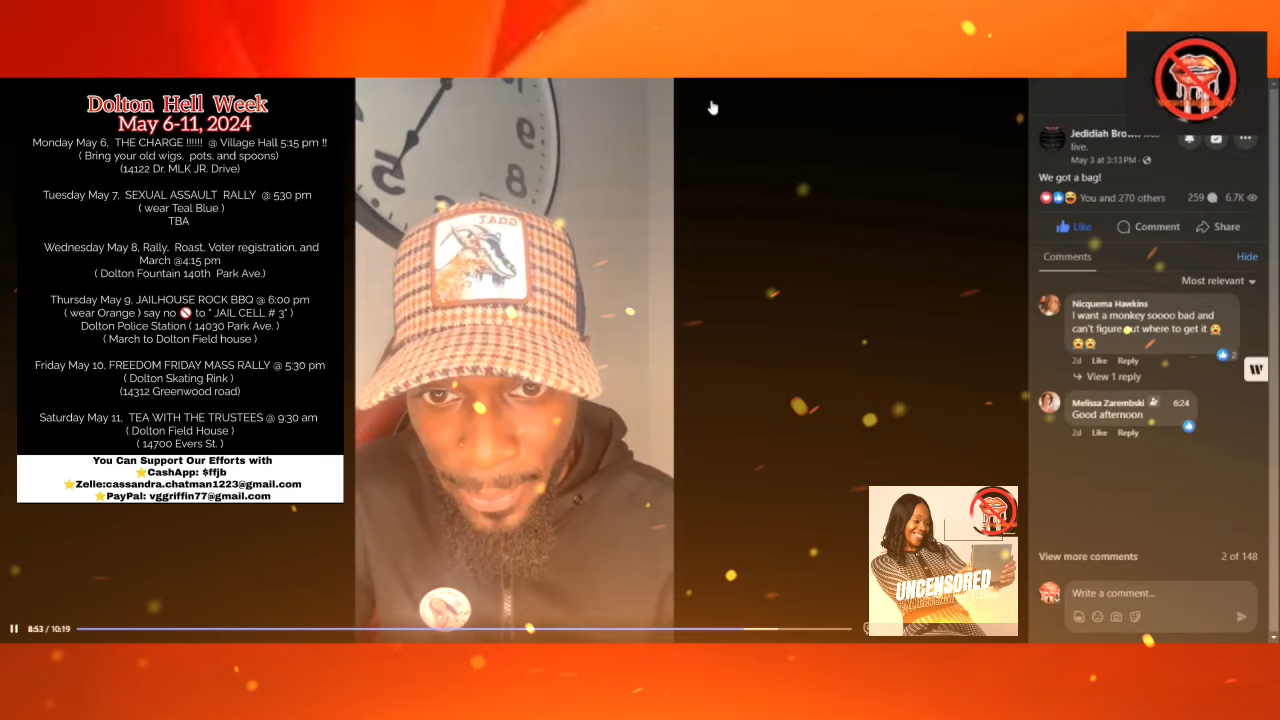 Dolton Hell Week
May 6-11, 2024
Monday May 6, THE CHARGE !!!!!! @ Village Hall 5:15 pm !!
( Bring your old wigs, pots, and spoons)
(14122 Dr. MLK JR. Drive)
Tuesday May 7, SEXUAL ASSAULT RALLY @ 530 pm
( wear Teal Blue )
TBA
Wednesday May 8, Rally, Roast, Voter registration, and
March @4:15 pm
( Dolton Fountain 140th Park Ave.)
Thursday May 9, JAILHOUSE ROCK BBQ @ 6:00 pm
( wear Orange ) say no 🚫 to " JAIL CELL # 3" )
Dolton Police Station ( 14030 Park Ave. )
( March to Dolton Field house )
Friday May 10, FREEDOM FRIDAY MASS RALLY @ 5:30 pm
( Dolton Skating Rink )
(14312 Greenwood road)
Saturday May 11, TEA WITH THE TRUSTEES @ 9:30 am
( Dolton Field House )
( 14700 Evers St. )
You Can Support Our Efforts with
⭐CashApp: $ffjb
⭐Zelle:cassandra.chatman1223@gmail.com
⭐PayPal: vggriffin77@gmail.com
8:53 / 10:19
G.O.A.T.
5
8
9
UNCENSORED
Jedidiah Brown was
live.
May 3 at 3:13 PM
We got a bag!
You and 270 others 259 6.7K
Like Comment Share
Comments Hide
Most relevant
Nicquema Hawkins
I want a monkey soooo bad and
can't figure out where to get it 😩
😩😩
2
2d Like Reply
View 1 reply
W
Melissa Zarembski 6:24
Good afternoon
2d Like Reply
View more comments 2 of 148
Write a comment...